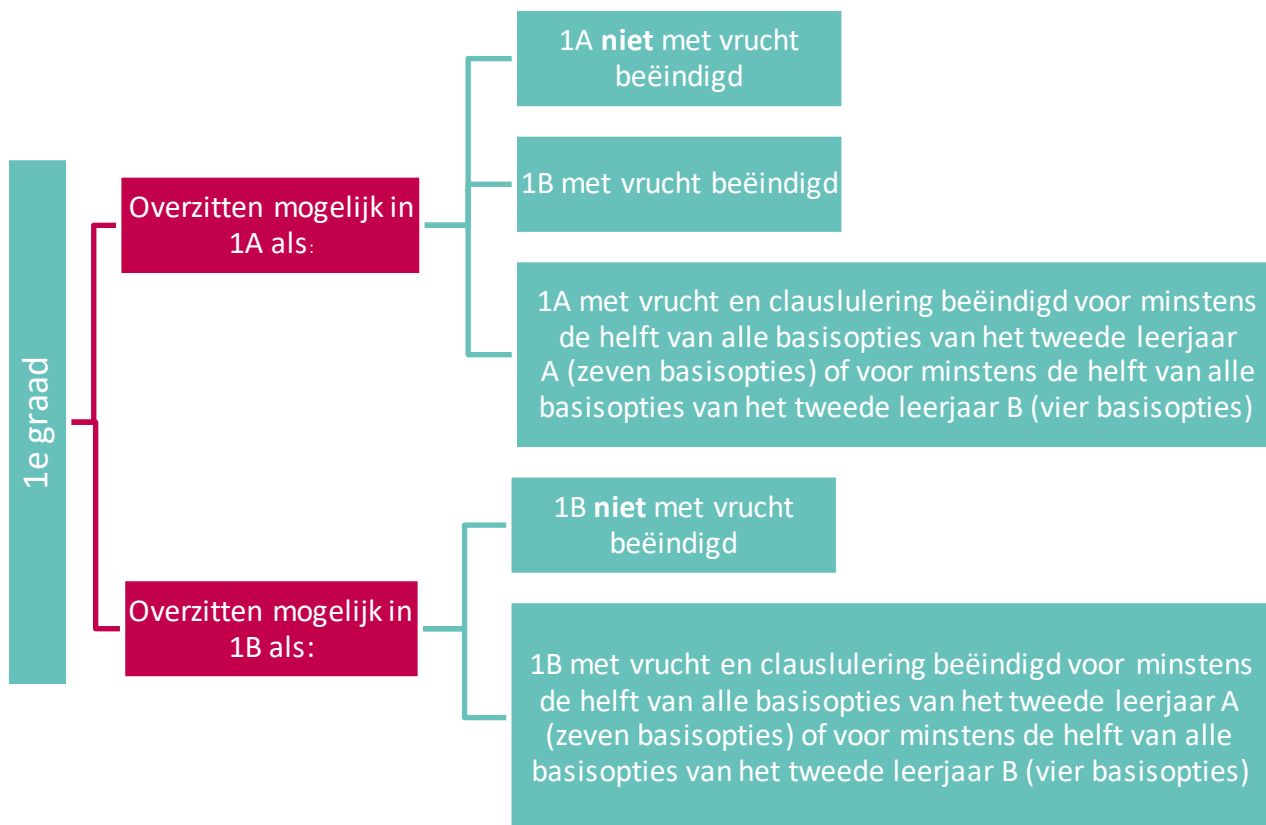 1e graad
Overzitten mogelijk in
1A als:
1A niet met vrucht
beëindigd
1B met vrucht beëindigd
1A met vrucht en clauslulering beëindigd voor minstens
de helft van alle basisopties van het tweede leerjaar
A (zeven basisopties) of voor minstens de helft van alle
basisopties van het tweede leerjaar B (vier basisopties)
Overzitten mogelijk in
1B als:
1B niet met vrucht
beëindigd
1B met vrucht en clauslulering beëindigd voor minstens
de helft van alle basisopties van het tweede leerjaar A
(zeven basisopties) of voor minstens de helft van alle
basisopties van het tweede leerjaar B (vier basisopties)